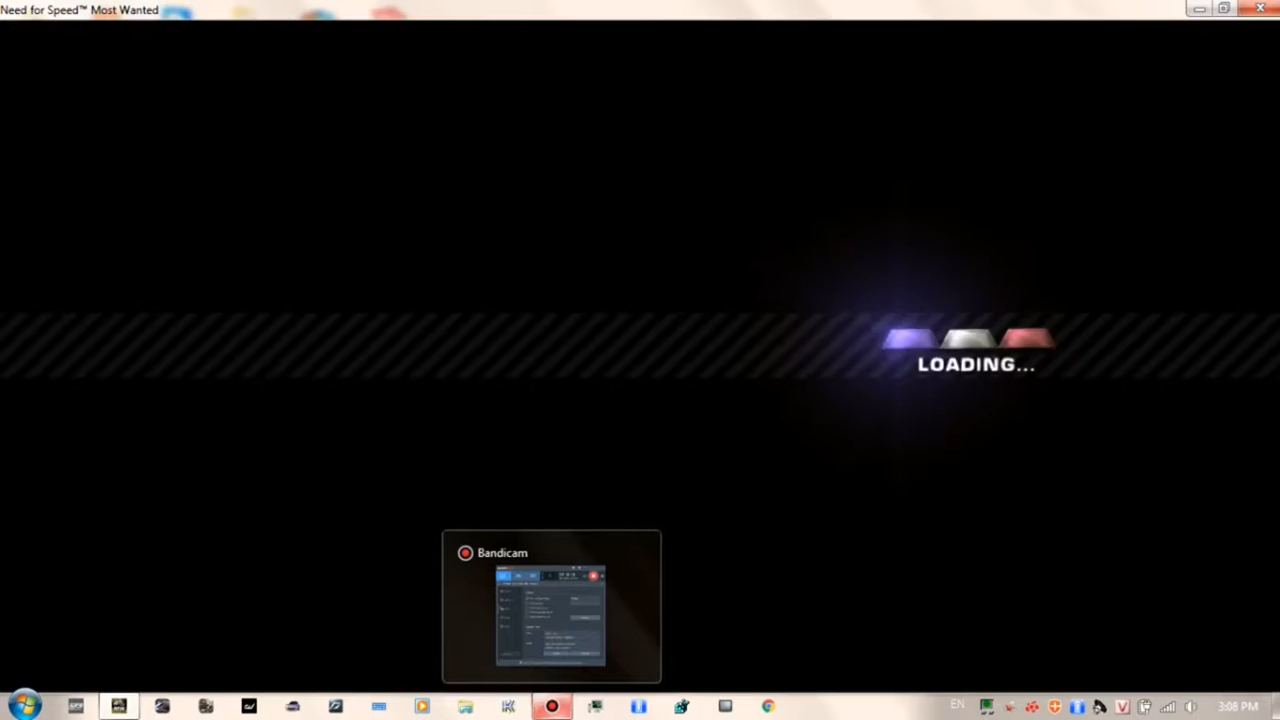 Need for Speed™ Most Wanted
LOADING...
Bandicam
EN
3:08 PM